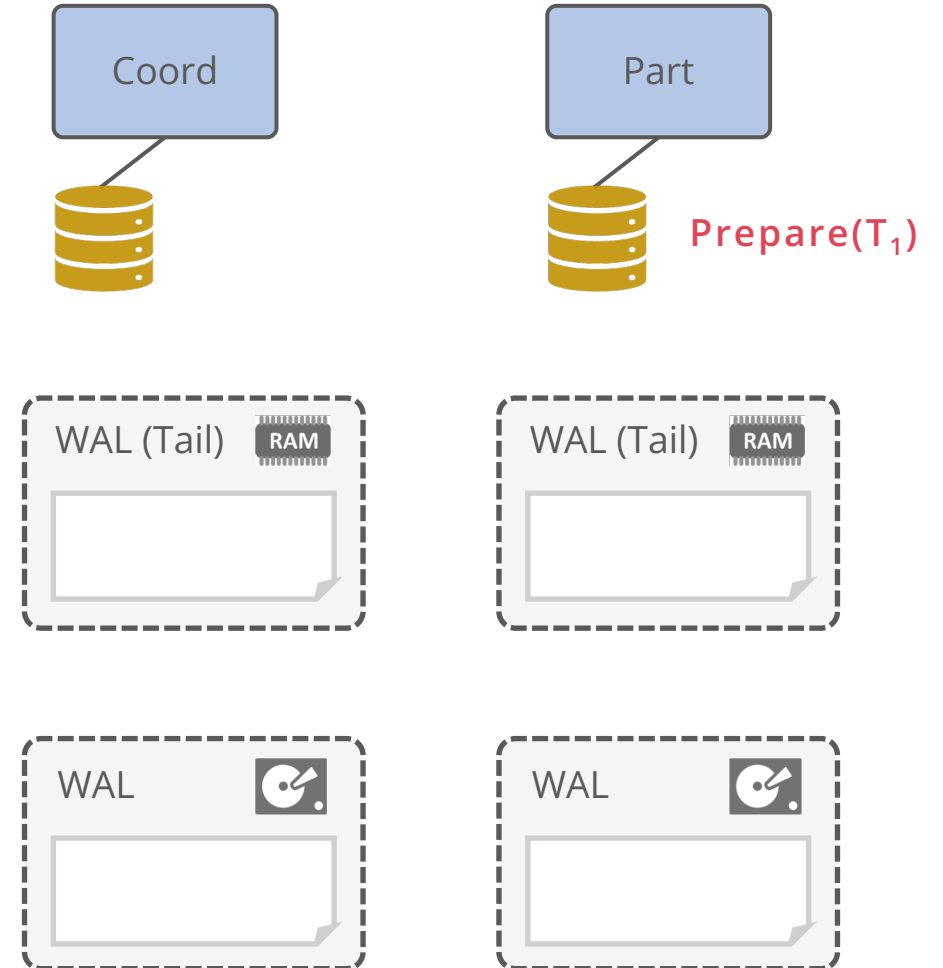 Coord
Part
Prepare(T₁)
WAL (Tail) RAM
WAL (Tail) RAM
WAL
WAL